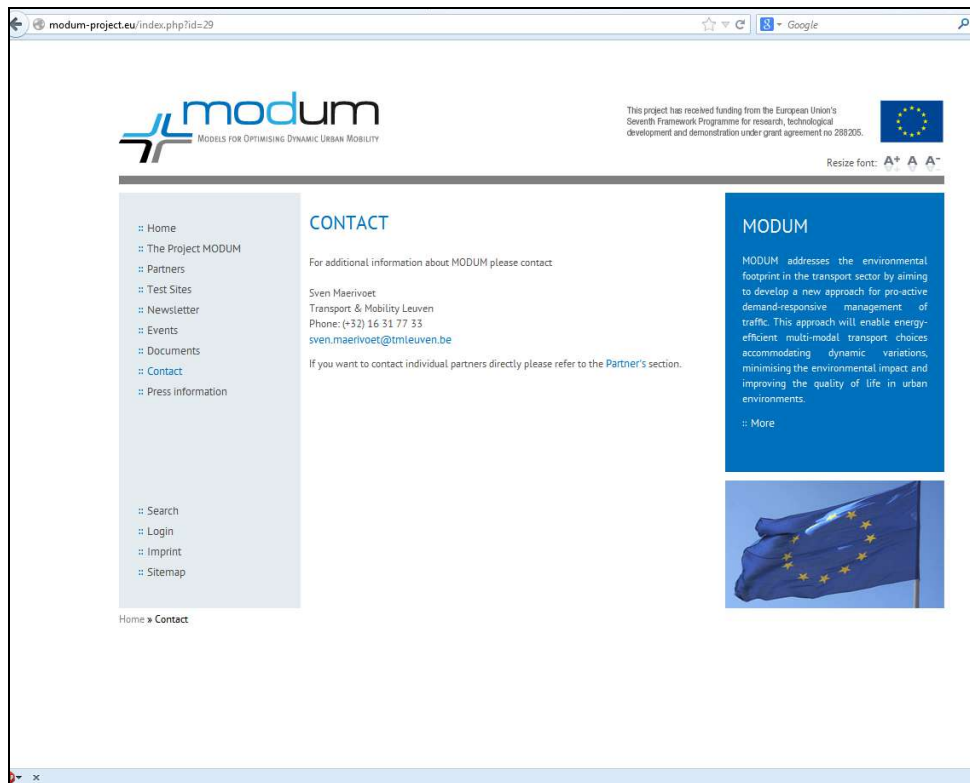 modum-project.eu/index.php?id=29
Google
modum
MODELS FOR OPTIMISING DYNAMIC URBAN MOBILITY
This project has received funding from the European Union's
Seventh Framework Programme for research, technological
development and demonstration under grant agreement no 288205.
Resize font: A+ A A-
Home
The Project MODUM
Partners
Test Sites
Newsletter
Events
Documents
Contact
Press information
Search
Login
Imprint
Sitemap
CONTACT
For additional information about MODUM please contact
Sven Maerivoet
Transport & Mobility Leuven
Phone: (+32) 16 31 77 33
sven.maerivoet@tmleuven.be
If you want to contact individual partners directly please refer to the Partner's section.
MODUM
MODUM addresses the environmental
footprint in the transport sector by aiming
to develop a new approach for pro-active
demand-responsive management of
traffic. This approach will enable energy-
efficient multi-modal transport choices
accommodating dynamic variations,
minimising the environmental impact and
improving the quality of life in urban
environments.
:: More
Home » Contact